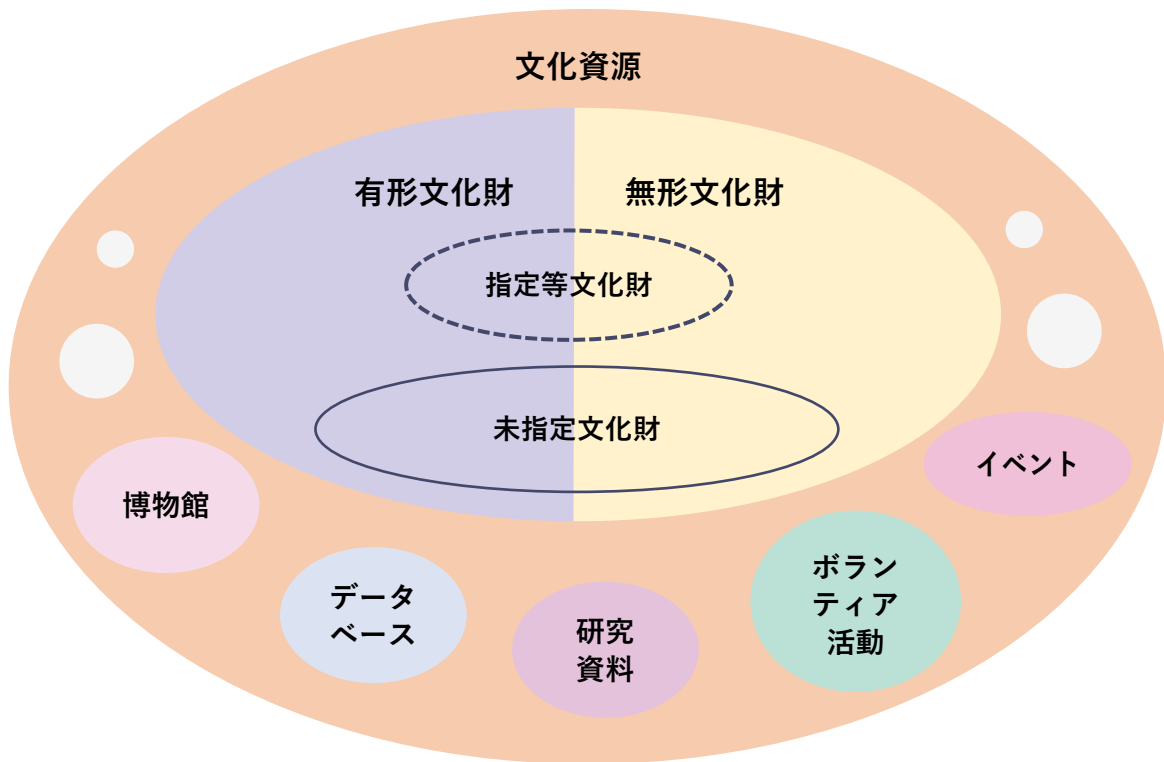 文化資源
有形文化財
無形文化財
指定等文化財
未指定文化財
イベント
博物館
データ
ベース
研究
資料
ボラン
ティア
活動